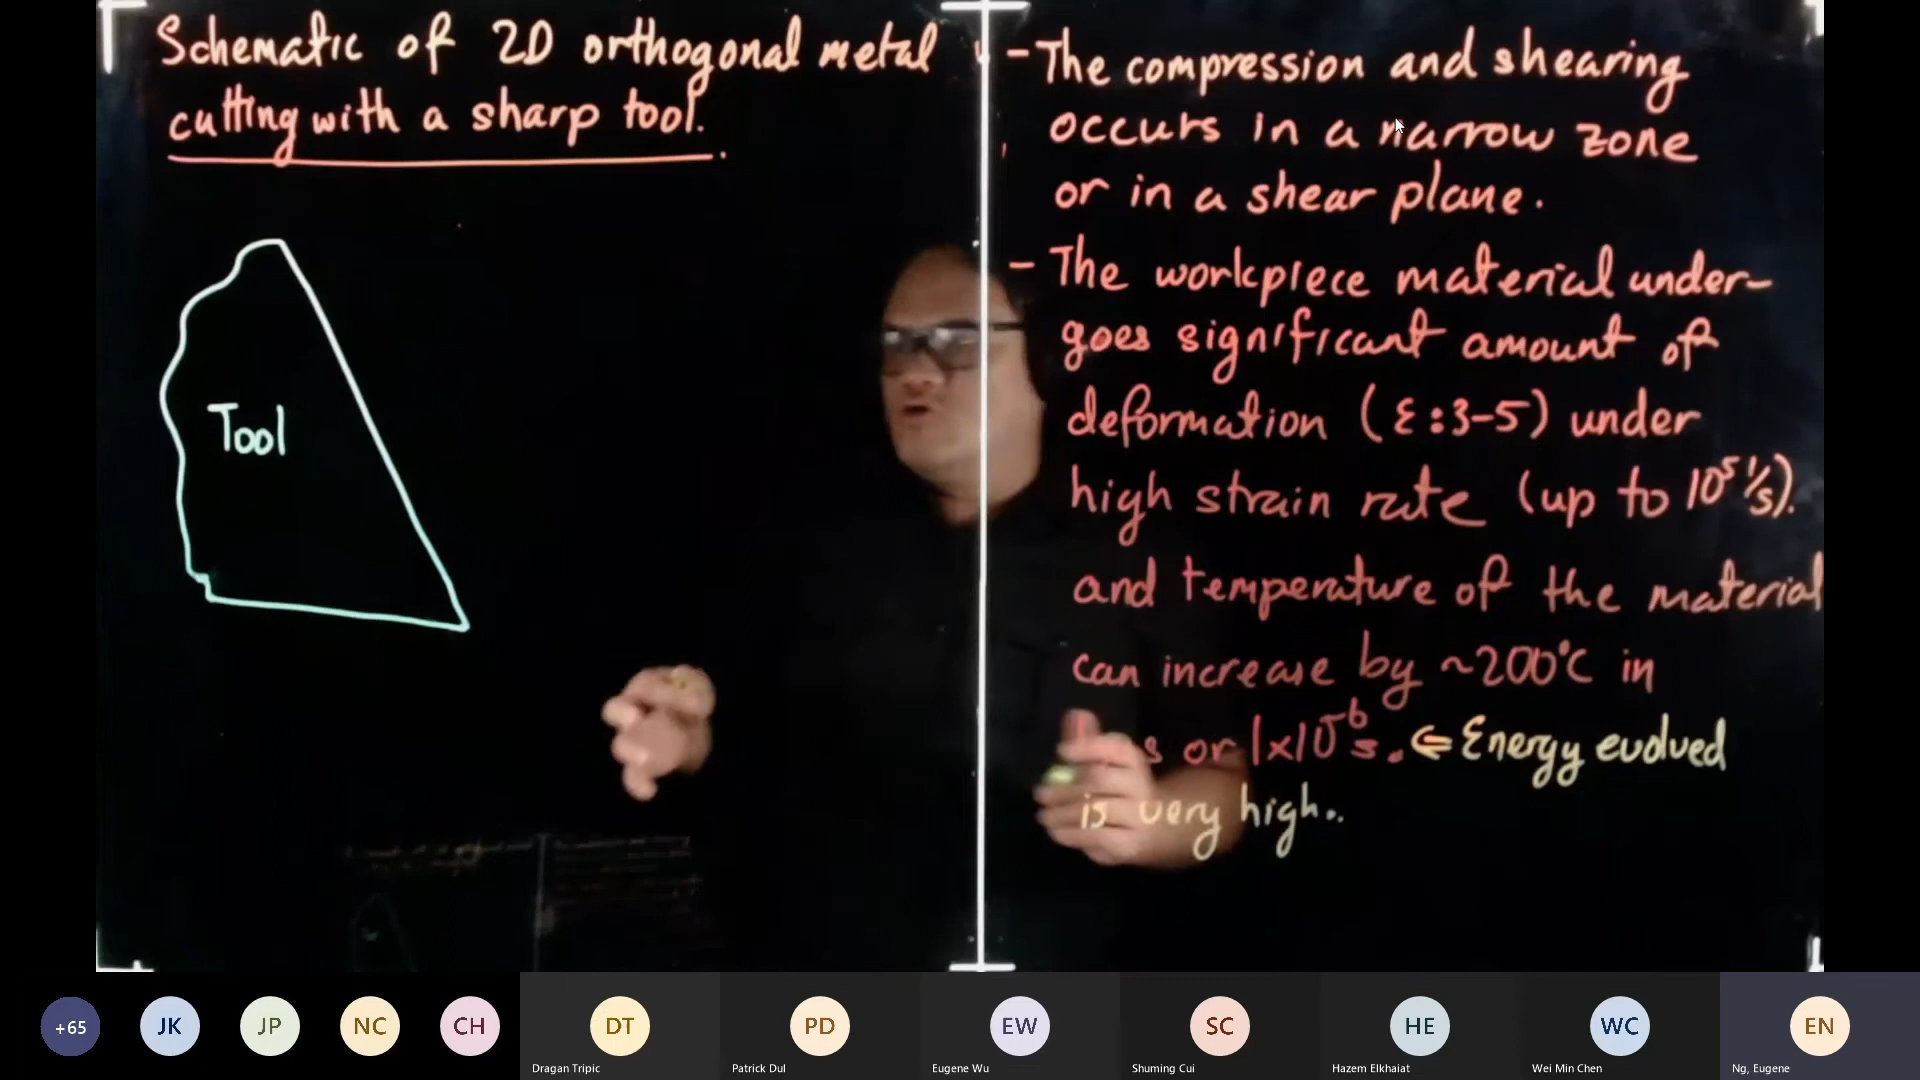 Schematic of 2D orthogonal metal
cutting with a sharp tool.
Tool
- The compression and shearing
occurs in a narrow zone
or in a shear plane.
- The workpiece material under-
goes significant amount of
deformation (ε:3-5) under
high strain rate (up to 10⁵ 1/s).
and temperature of the material
can increase by ~200°C in
s or 1x10⁻⁶ s. ⇐ Energy evolved
is very high..
+65
JK
JP
NC
CH
DT
PD
EW
SC
HE
WC
EN
Dragan Tripic
Patrick Dul
Eugene Wu
Shuming Cui
Hazem Elkhaiat
Wei Min Chen
Ng, Eugene